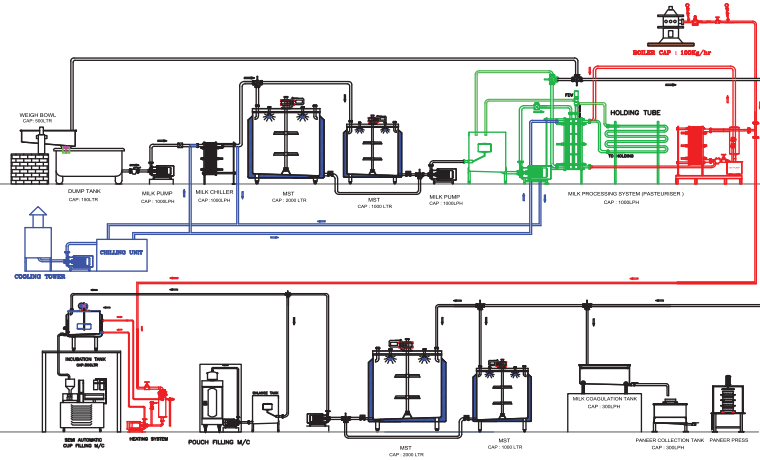 BOILER CAP : 100Kg/hr
WEIGH BOWL
CAP: 500LTR
FDV
HOLDING TUBE
TO HOLDING
DUMP TANK
CAP: 150LTR
MILK PUMP
CAP : 1000LPH
MILK CHILLER
CAP : 1000LPH
MST
CAP : 2000 LTR
MST
CAP : 1000 LTR
MILK PUMP
CAP : 1000LPH
MILK PROCESSING SYSTEM (PASTEURISER )
CAP : 1000LPH
COOLING TOWER
CHILLING UNIT
INCUBATION TANK
SEMI AUTOMATIC
CUP FILLING M/C
HEATING SYSTEM
POUCH FILLING M/C
BALANCE TANK
MST
CAP : 2000 LTR
MST
CAP : 1000 LTR
MILK COAGULATION TANK
CAP : 300LPH
PANEER COLLECTION TANK
CAP : 300LPH
PANEER PRESS